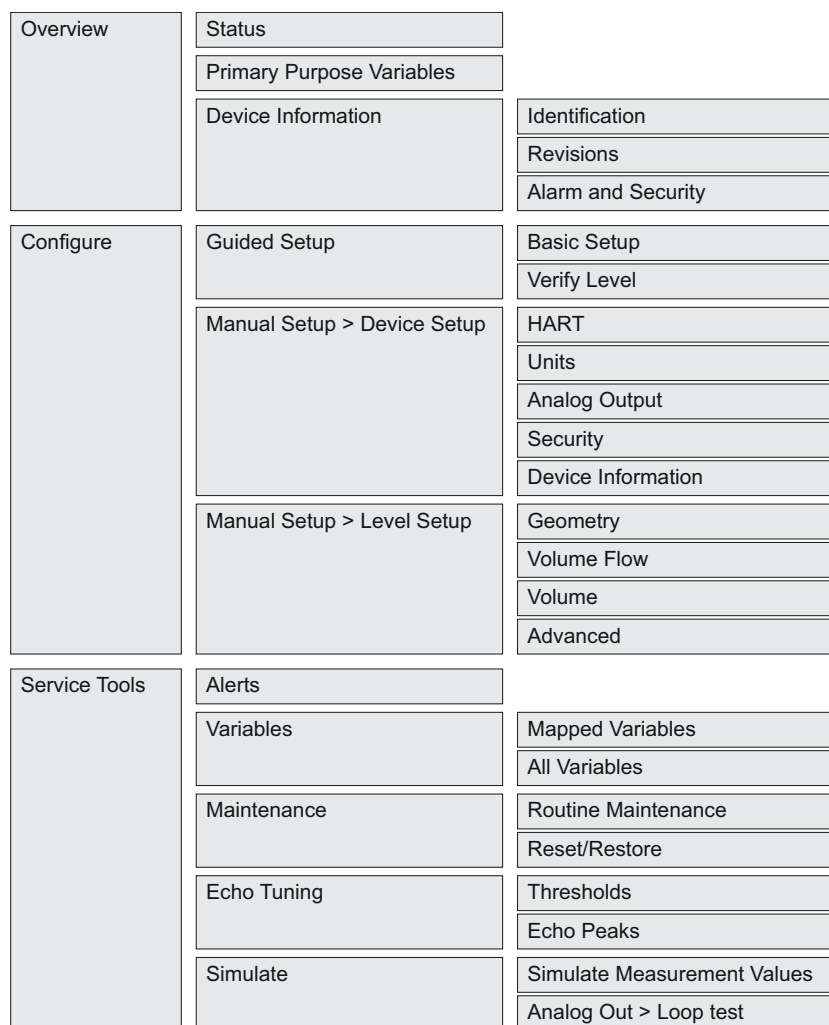 Overview
Status
Primary Purpose Variables
Device Information
Identification
Revisions
Alarm and Security
Configure
Guided Setup
Basic Setup
Verify Level
Manual Setup > Device Setup
HART
Units
Analog Output
Security
Device Information
Manual Setup > Level Setup
Geometry
Volume Flow
Volume
Advanced
Service Tools
Alerts
Variables
Mapped Variables
All Variables
Maintenance
Routine Maintenance
Reset/Restore
Echo Tuning
Thresholds
Echo Peaks
Simulate
Simulate Measurement Values
Analog Out > Loop test